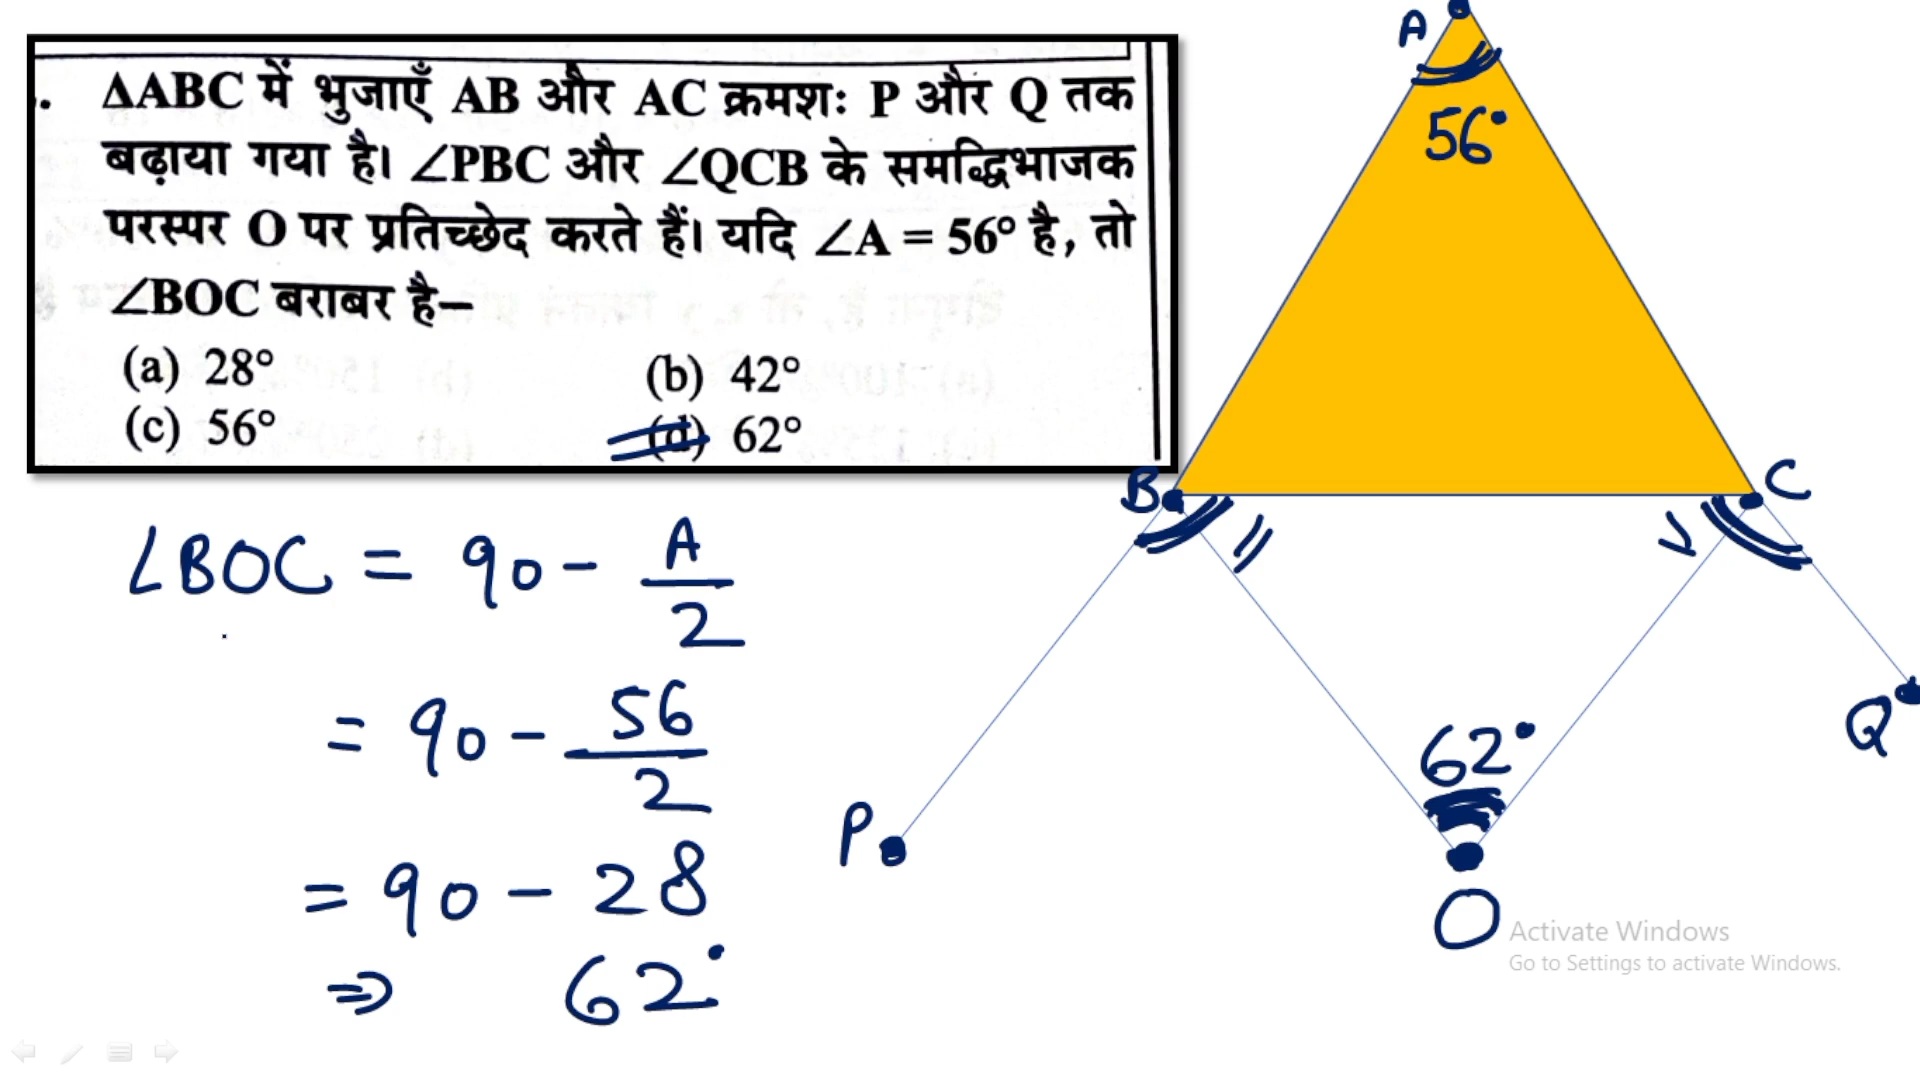 . ΔABC में भुजाएँ AB और AC क्रमशः P और Q तक
बढ़ाया गया है। ∠PBC और ∠QCB के समद्विभाजक
परस्पर O पर प्रतिच्छेद करते हैं। यदि ∠A = 56° है, तो
∠BOC बराबर है–
(a) 28° (b) 42°
(c) 56° (d) 62°
∠BOC = 90 - A/2
= 90 - 56/2
= 90 - 28
⇒ 62°
A
56°
B
C
P
Q
62°
O
Activate Windows
Go to Settings to activate Windows.